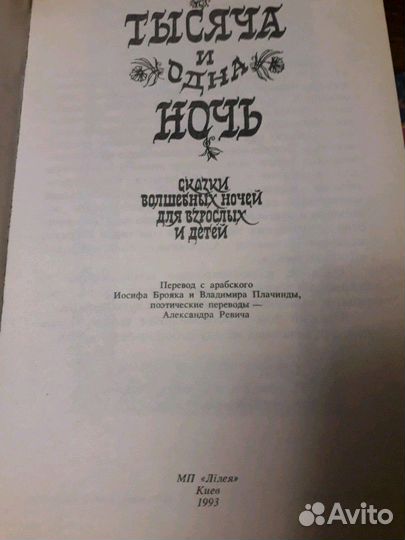 ТЫСЯЧА
И
ОДНА
НОЧЬ
СКАЗКИ
ВОЛШЕБНЫХ НОЧЕЙ
ДЛЯ ВЗРОСЛЫХ
И ДЕТЕЙ
Перевод с арабского
Иосифа Брояка и Владимира Плачинды,
поэтические переводы —
Александра Ревича
МП «Лілея»
Киев
1993
Avito